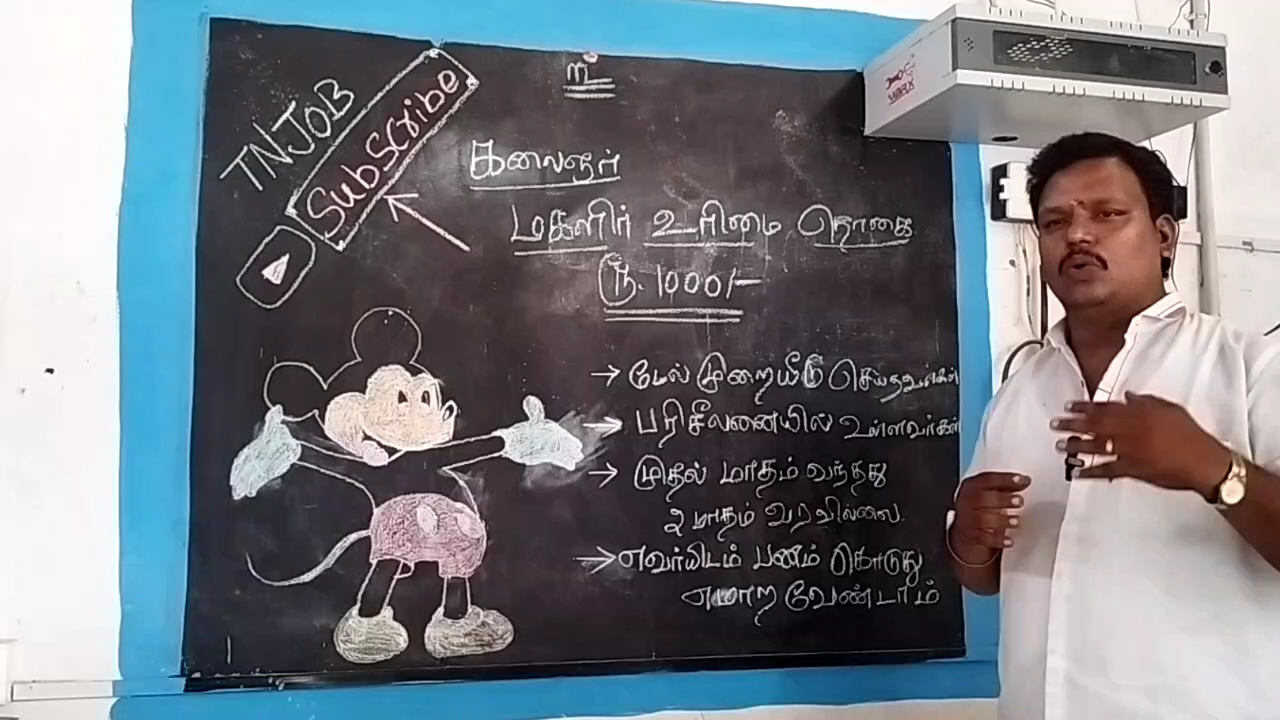 TNJOB
Subscribe
கலைஞர்
மகளிர் உரிமை தொகை
ரூ. 1000/-
→ மேல் முறையீடு செய்தவர்கள்
→ பரிசீலனையில் உள்ளவர்கள்
→ முதல் மாதம் வந்தது
2 மாதம் வரவில்லை.
→ எவரிடம் பணம் கொடுத்து
ஏமாற வேண்டாம்